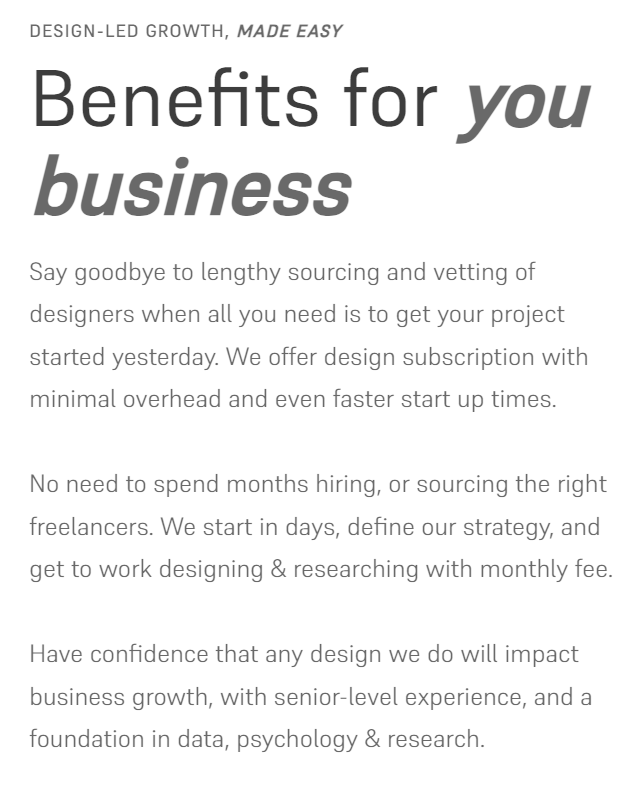 DESIGN-LED GROWTH, MADE EASY
Benefits for you
business
Say goodbye to lengthy sourcing and vetting of
designers when all you need is to get your project
started yesterday. We offer design subscription with
minimal overhead and even faster start up times.
No need to spend months hiring, or sourcing the right
freelancers. We start in days, define our strategy, and
get to work designing & researching with monthly fee.
Have confidence that any design we do will impact
business growth, with senior-level experience, and a
foundation in data, psychology & research.